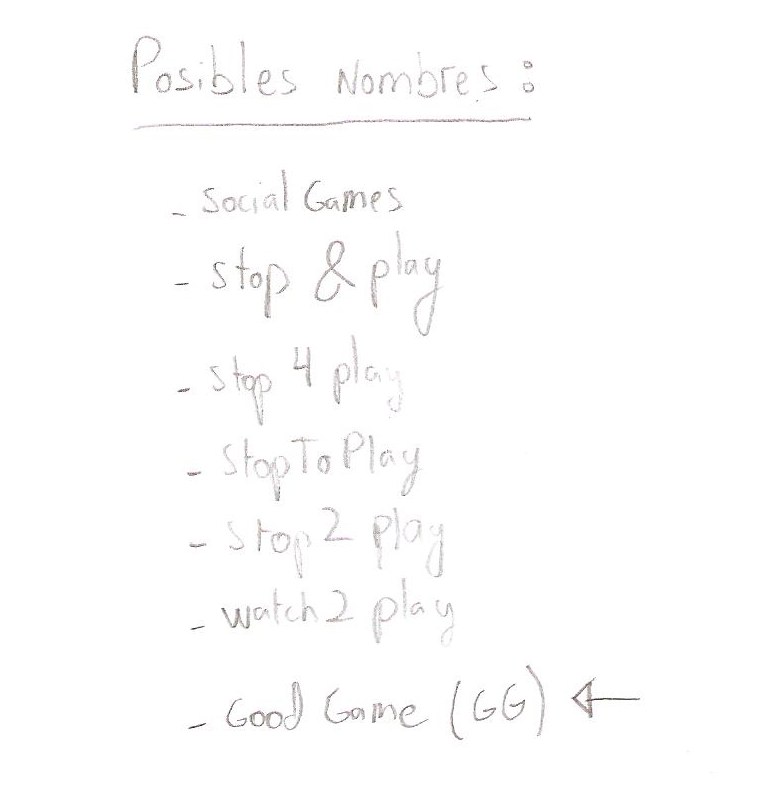 Posibles Nombres:
- Social Games
- Stop & play
- Stop 4 play
- StopToPlay
- Stop 2 play
- watch 2 play
- Good Game (GG) ←